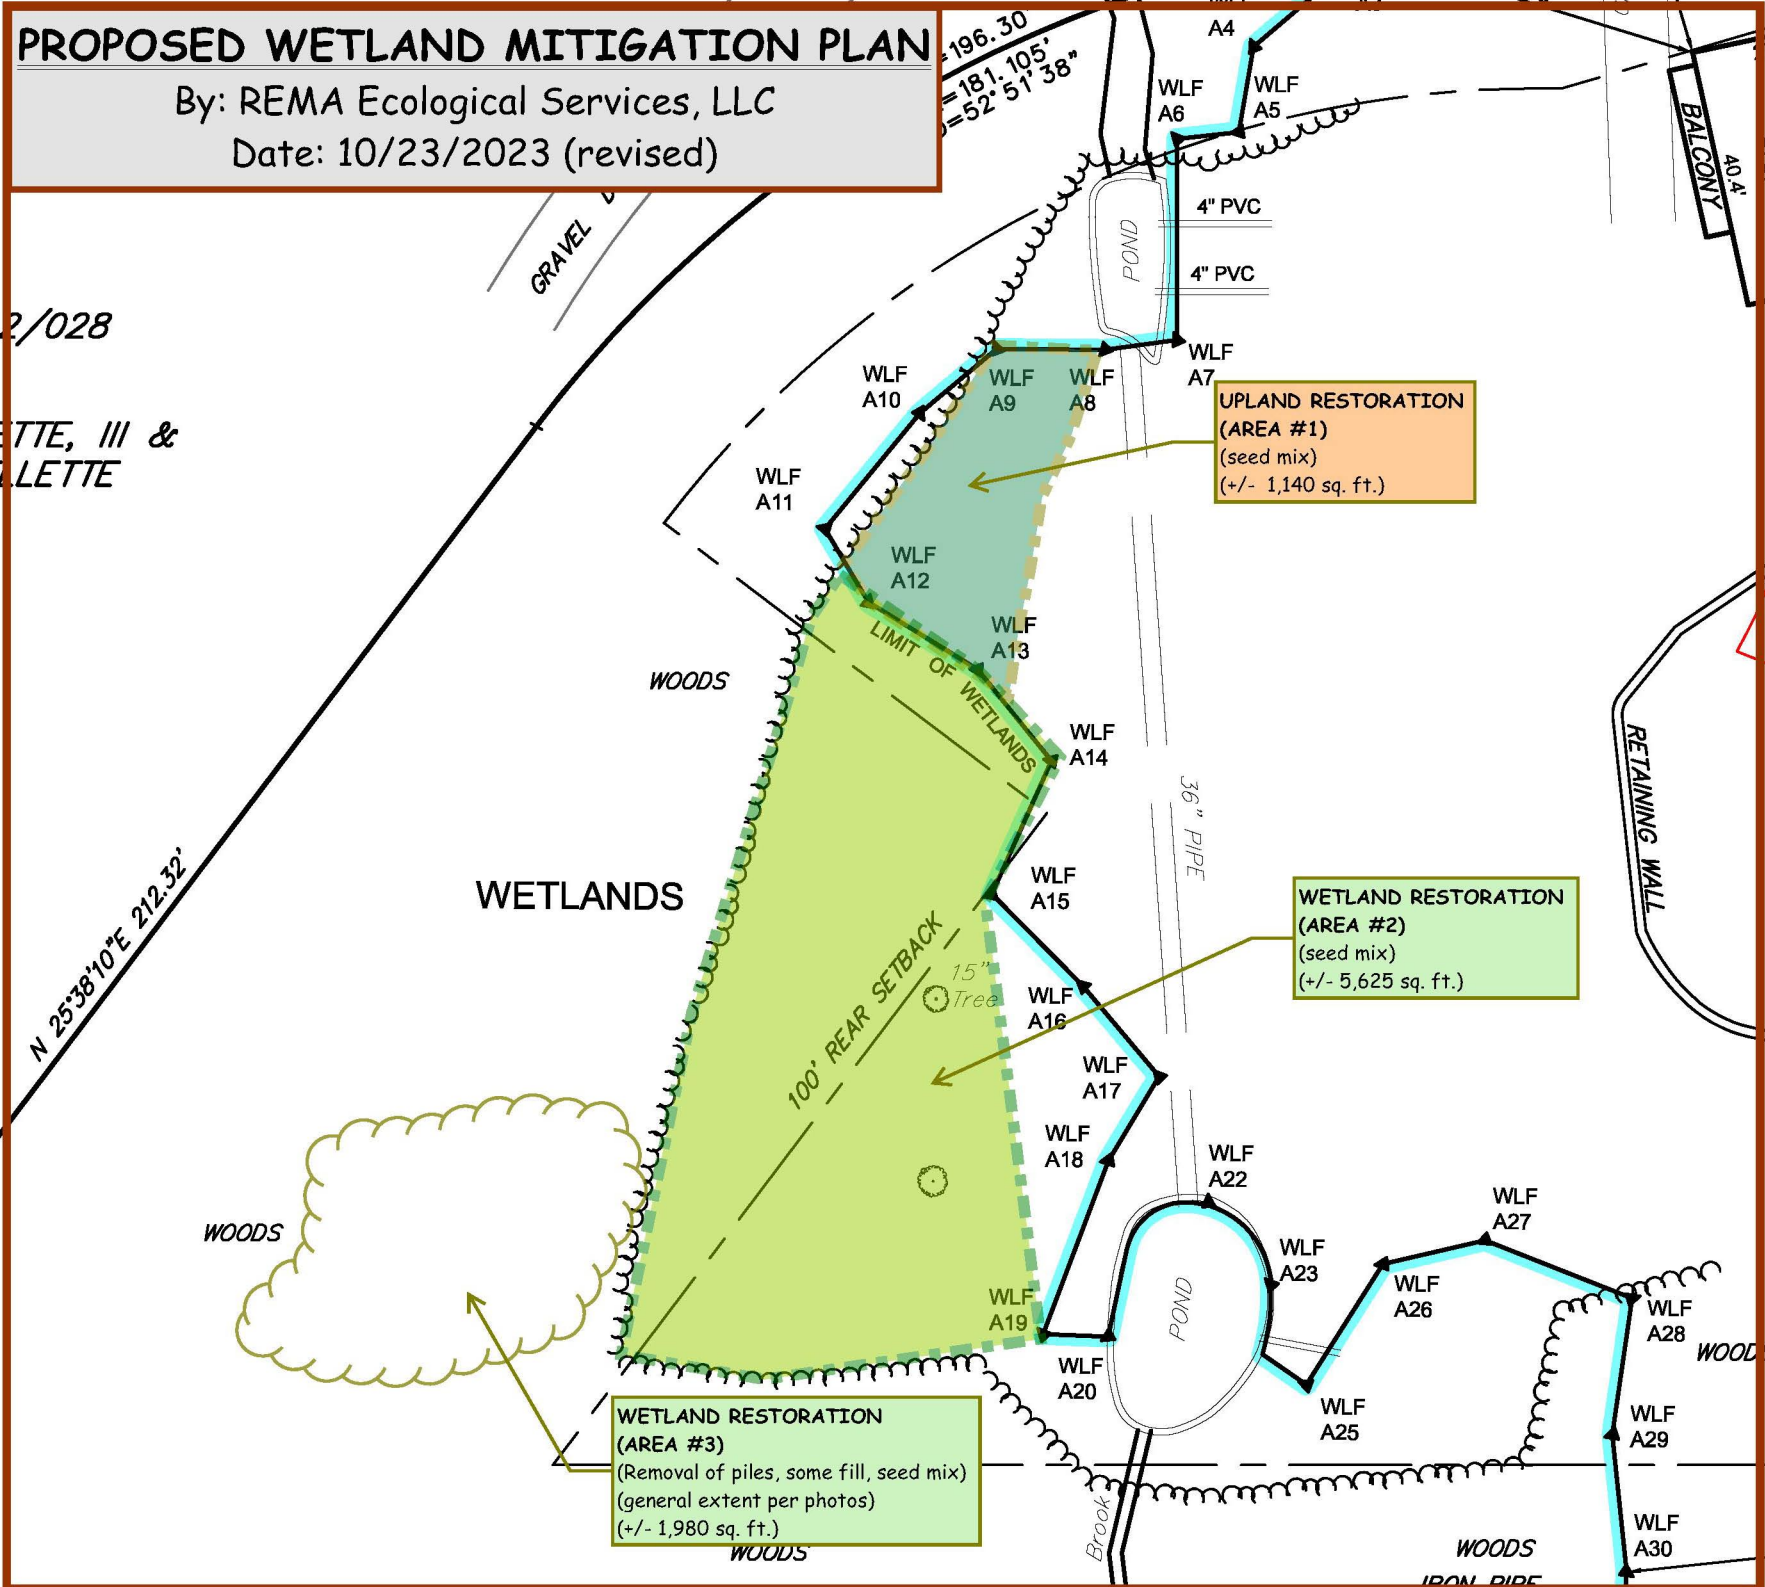 PROPOSED WETLAND MITIGATION PLAN
By: REMA Ecological Services, LLC
Date: 10/23/2023 (revised)
=196.30'
=181.105'
=52°51'38"
WLF
A4
WLF
A5
WLF
A6
BALCONY
40.4'
GRAVEL
POND
4" PVC
4" PVC
2/028
ETTE, III &
LLETTE
WLF
A7
WLF
A8
WLF
A9
WLF
A10
WLF
A11
WLF
A12
WLF
A13
UPLAND RESTORATION
(AREA #1)
(seed mix)
(+/- 1,140 sq. ft.)
LIMIT OF WETLANDS
WOODS
WLF
A14
36" PIPE
RETAINING WALL
WETLANDS
WLF
A15
N 25°38'10"E 212.32'
100' REAR SETBACK
15"
Tree
WETLAND RESTORATION
(AREA #2)
(seed mix)
(+/- 5,625 sq. ft.)
WLF
A16
WLF
A17
WLF
A18
WLF
A22
WOODS
WLF
A27
WLF
A23
WLF
A26
WLF
A19
POND
WLF
A28
WOOD
WLF
A20
WLF
A25
WLF
A29
WETLAND RESTORATION
(AREA #3)
(Removal of piles, some fill, seed mix)
(general extent per photos)
(+/- 1,980 sq. ft.)
WOODS
Brook
WLF
A30
WOODS
IRON PIPE